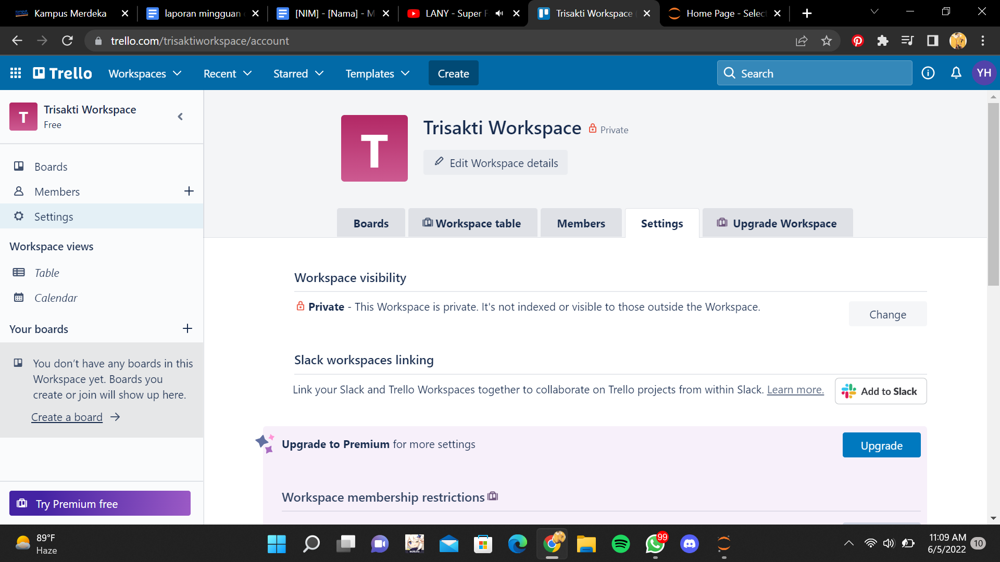 Kampus Merdeka
laporan mingguan
[NIM] - [Nama] - M
LANY - Super F
Trisakti Workspace
Home Page - Select
trello.com/trisaktiworkspace/account
Trello
Workspaces
Recent
Starred
Templates
Create
Search
YH
T
Trisakti Workspace
Free
Boards
Members
Settings
Workspace views
Table
Calendar
Your boards
You don’t have any boards in this
Workspace yet. Boards you
create or join will show up here.
Create a board
Try Premium free
T
Trisakti Workspace
Private
Edit Workspace details
Boards
Workspace table
Members
Settings
Upgrade Workspace
Workspace visibility
Private - This Workspace is private. It's not indexed or visible to those outside the Workspace.
Change
Slack workspaces linking
Link your Slack and Trello Workspaces together to collaborate on Trello projects from within Slack. Learn more.
Add to Slack
Upgrade to Premium for more settings
Upgrade
Workspace membership restrictions
89°F
Haze
99
11:09 AM
6/5/2022
10